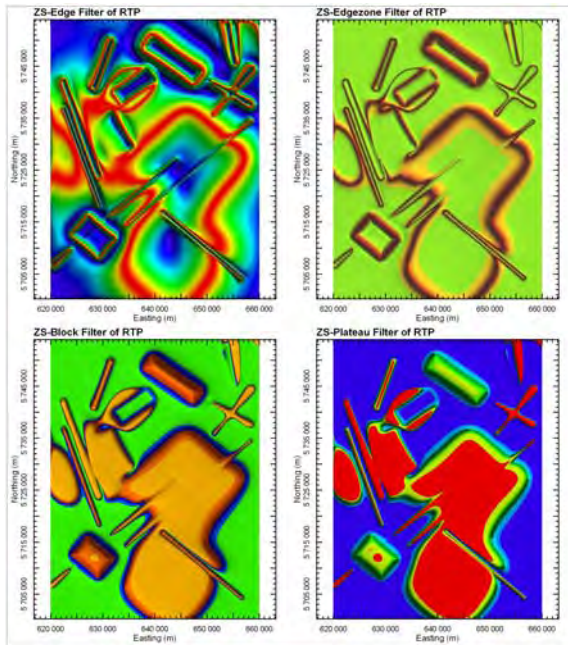 ZS-Edge Filter of RTP
ZS-Edgezone Filter of RTP
Northing (m)
5 745 000
5 735 000
5 725 000
5 715 000
5 705 000
Northing (m)
5 745 000
5 735 000
5 725 000
5 715 000
5 705 000
620 000 630 000 640 000 650 000 660 000
Easting (m)
620 000 630 000 640 000 650 000 660 000
Easting (m)
ZS-Block Filter of RTP
ZS-Plateau Filter of RTP
Northing (m)
5 745 000
5 735 000
5 725 000
5 715 000
5 705 000
Northing (m)
5 745 000
5 735 000
5 725 000
5 715 000
5 705 000
620 000 630 000 640 000 650 000 660 000
Easting (m)
620 000 630 000 640 000 650 000 660 000
Easting (m)